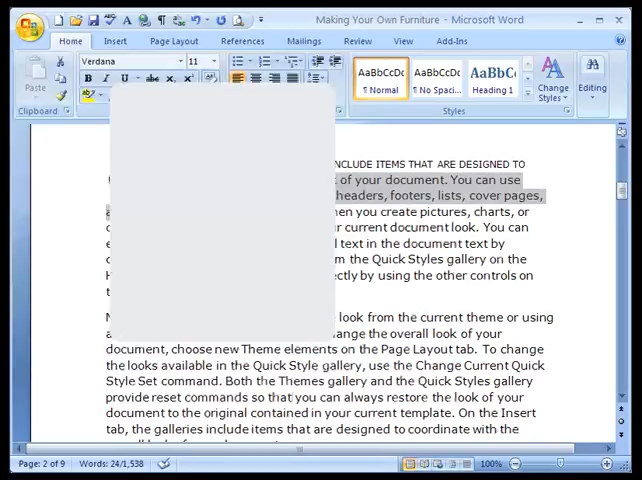 Making Your Own Furniture - Microsoft Word
Home Insert Page Layout References Mailings Review View Add-Ins
Verdana 11
Paste
B I U abc X₂ X²
ab
AaBbCcDc AaBbCcDc AaBbCc
¶ Normal ¶ No Spaci... Heading 1
Change Styles
Editing
Clipboard
Styles
INCLUDE ITEMS THAT ARE DESIGNED TO
of your document. You can use
headers, footers, lists, cover pages,
you create pictures, charts, or
current document look. You can
text in the document text by
the Quick Styles gallery on the
by using the other controls on
look from the current theme or using
the overall look of your
document, choose new Theme elements on the Page Layout tab. To change
the looks available in the Quick Style gallery, use the Change Current Quick
Style Set command. Both the Themes gallery and the Quick Styles gallery
provide reset commands so that you can always restore the look of your
document to the original contained in your current template. On the Insert
tab, the galleries include items that are designed to coordinate with the
Page: 2 of 9 Words: 24/1,538 100%